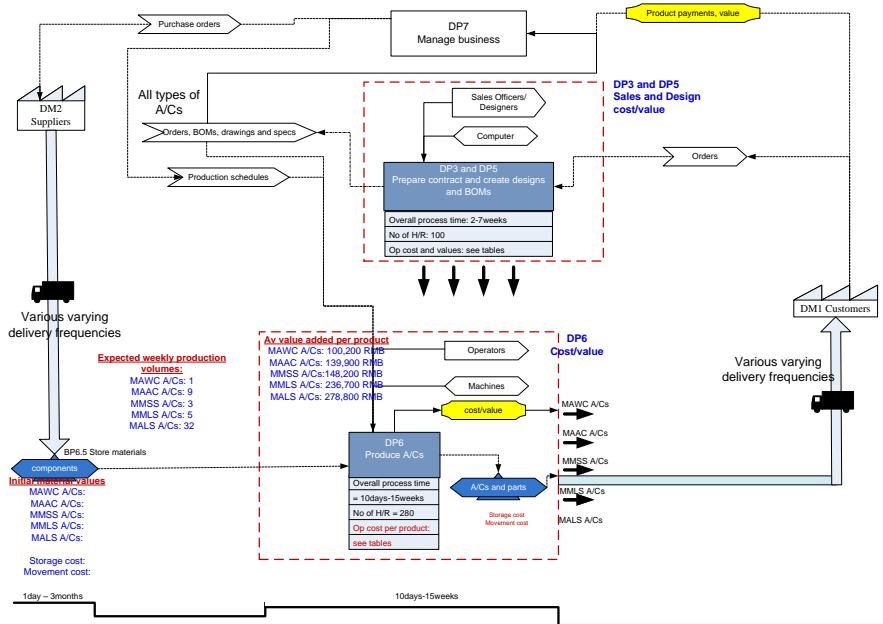 Purchase orders
DP7
Manage business
Product payments, value
DM2
Suppliers
All types of
A/Cs
Orders, BOMs, drawings and specs
Production schedules
Sales Officers/
Designers
Computer
DP3 and DP5
Sales and Design
cost/value
DP3 and DP5
Prepare contract and create designs
and BOMs
Overall process time: 2-7weeks
No of H/R: 100
Op cost and values: see tables
Orders
DM1 Customers
Various varying
delivery frequencies
Various varying
delivery frequencies
Expected weekly production
volumes:
MAWC A/Cs: 1
MAAC A/Cs: 9
MMSS A/Cs: 3
MMLS A/Cs: 5
MALS A/Cs: 32
Av value added per product
MAWC A/Cs: 100,200 RMB
MAAC A/Cs: 139,900 RMB
MMSS A/Cs:148,200 RMB
MMLS A/Cs: 236,700 RMB
MALS A/Cs: 278,800 RMB
Operators
Machines
cost/value
DP6
Cost/value
DP6
Produce A/Cs
Overall process time
= 10days-15weeks
No of H/R = 280
Op cost per product:
see tables
A/Cs and parts
Storage cost
Movement cost
MAWC A/Cs
MAAC A/Cs
MMSS A/Cs
MMLS A/Cs
MALS A/Cs
BP6.5 Store materials
components
Initial material values
MAWC A/Cs:
MAAC A/Cs:
MMSS A/Cs:
MMLS A/Cs:
MALS A/Cs:
Storage cost:
Movement cost:
1day – 3months
10days-15weeks